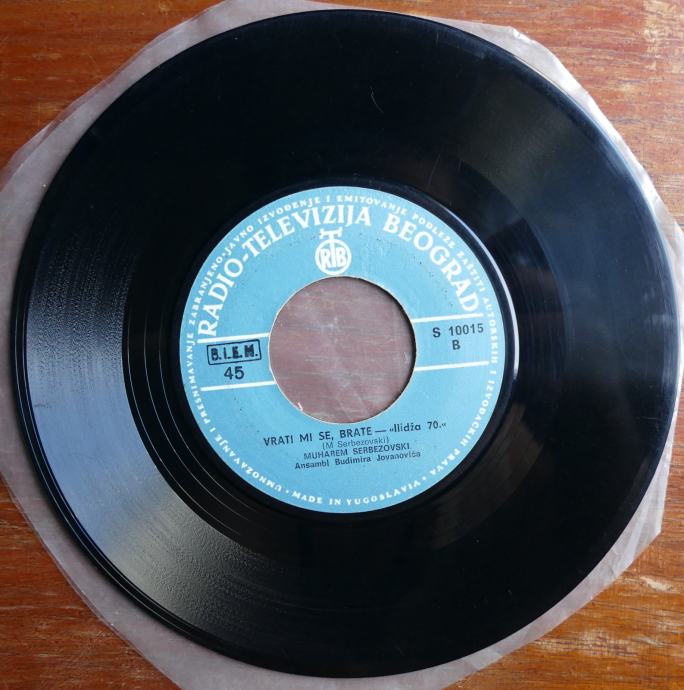 UMNOŽAVANJE I PRESNIMAVANJE ZABRANJENO·JAVNO IZVOĐENJE I EMITOVANJE PODLEŽE ZAŠTITI AUTORSKIH I IZVOĐAČKIH PRAVA
RADIO-TELEVIZIJA BEOGRAD
RTB
B.I.E.M.
45
S 10015
B
VRATI MI SE, BRATE — »Ilidža 70.«
(M Serbezovski)
MUHAREM SERBEZOVSKI
Ansambl Budimira Jovanovića
· MADE IN YUGOSLAVIA ·